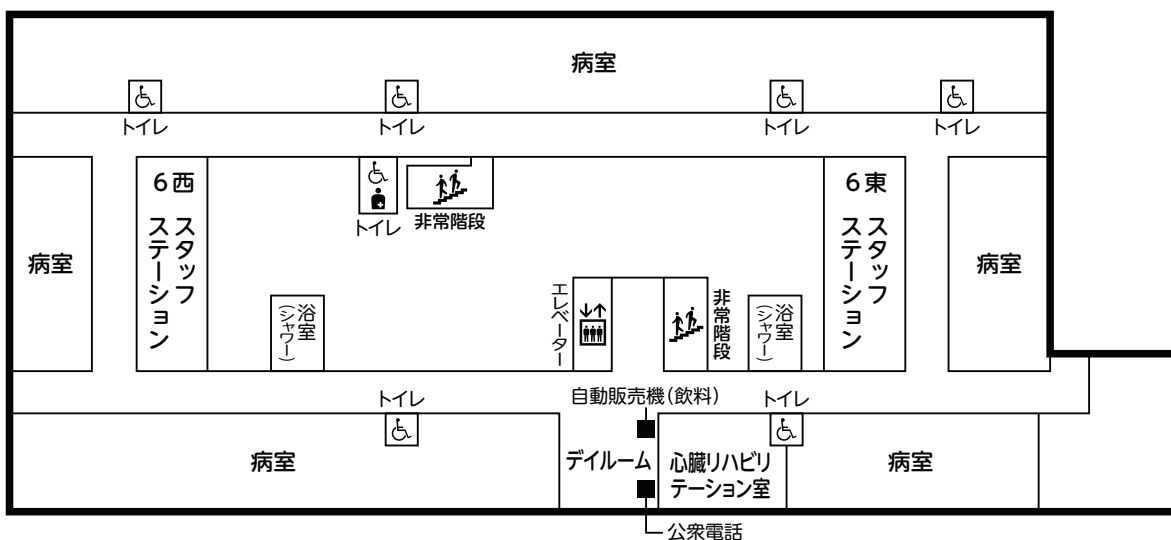 病室
トイレ
トイレ
トイレ
トイレ
6西
スタッフ
ステーション
トイレ
非常階段
6東
スタッフ
ステーション
病室
病室
浴室
(シャワー)
エレベーター
非常階段
浴室
(シャワー)
トイレ
自動販売機(飲料)
トイレ
病室
デイルーム
心臓リハビリ
テーション室
病室
公衆電話